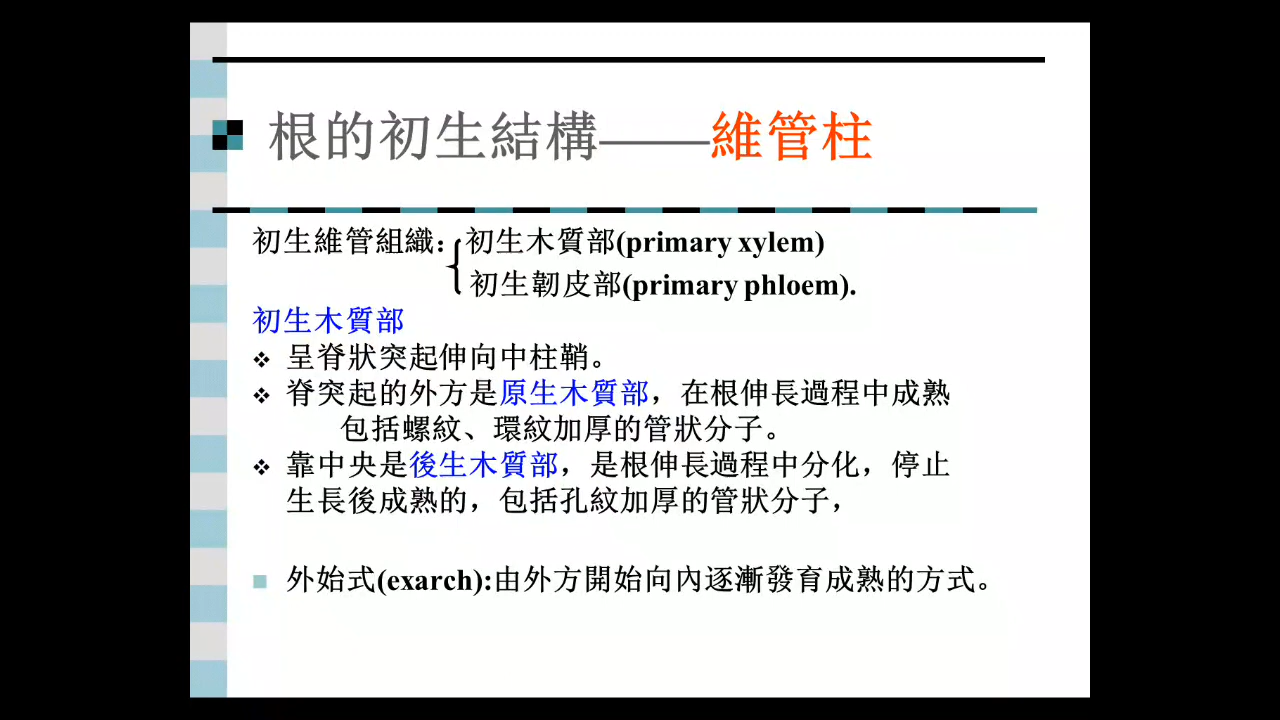 根的初生結構——維管柱
初生維管組織：初生木質部(primary xylem)
初生韌皮部(primary phloem).
初生木質部
呈脊狀突起伸向中柱鞘。
脊突起的外方是原生木質部，在根伸長過程中成熟
包括螺紋、環紋加厚的管狀分子。
靠中央是後生木質部，是根伸長過程中分化，停止
生長後成熟的，包括孔紋加厚的管狀分子，
外始式(exarch):由外方開始向內逐漸發育成熟的方式。